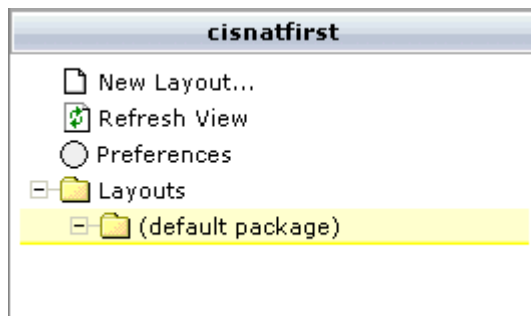 cisnatfirst
New Layout...
Refresh View
Preferences
Layouts
(default package)